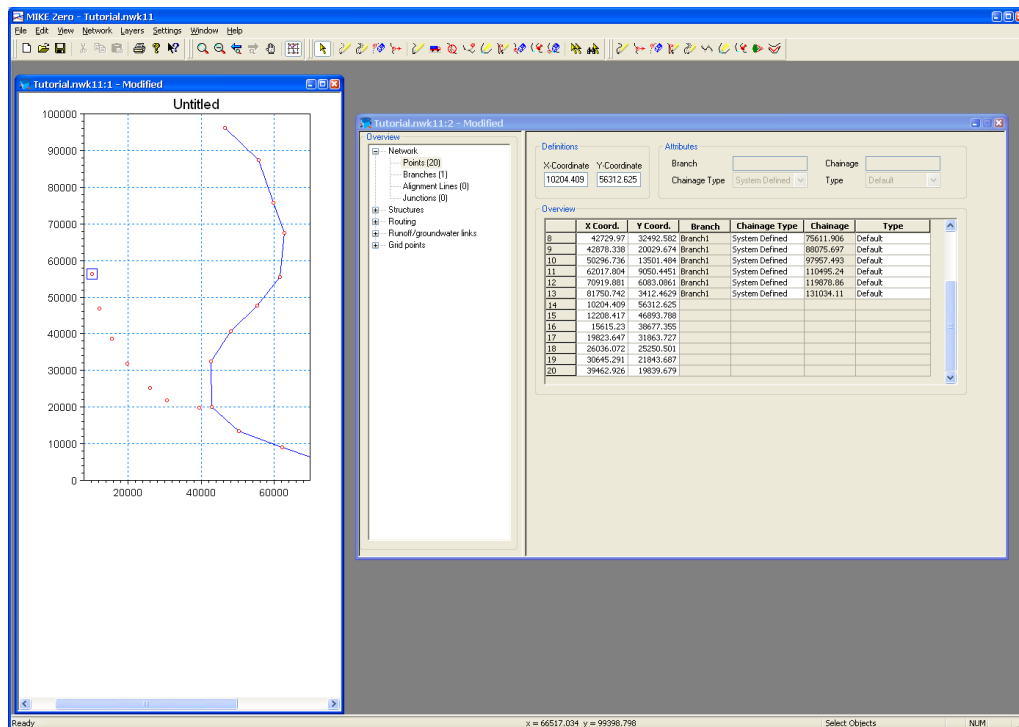 MIKE Zero - Tutorial.nwk11
File Edit View Network Layers Settings Window Help
Tutorial.nwk11:1 - Modified
Untitled
100000
90000
80000
70000
60000
50000
40000
30000
20000
10000
0
20000 40000 60000
Tutorial.nwk11:2 - Modified
Overview
Network
Points (20)
Branches (1)
Alignment Lines (0)
Junctions (0)
Structures
Routing
Runoff/groundwater links
Grid points
Definitions
X-Coordinate Y-Coordinate
10204.409 56312.625
Attributes
Branch Chainage
Chainage Type System Defined Type Default
Overview
X Coord. Y Coord. Branch Chainage Type Chainage Type
8 42729.97 32492.582 Branch1 System Defined 75611.906 Default
9 42878.338 20029.674 Branch1 System Defined 88075.697 Default
10 50296.736 13501.484 Branch1 System Defined 97957.493 Default
11 62017.804 9050.4451 Branch1 System Defined 110495.24 Default
12 70919.881 6083.0861 Branch1 System Defined 119878.86 Default
13 81750.742 3412.4629 Branch1 System Defined 131034.11 Default
14 10204.409 56312.625
15 12208.417 46893.788
16 15615.23 38677.355
17 19823.647 31863.727
18 26036.072 25250.501
19 30645.291 21843.687
20 39462.926 19839.679
Ready x = 66517.034 y = 99398.798 Select Objects NUM